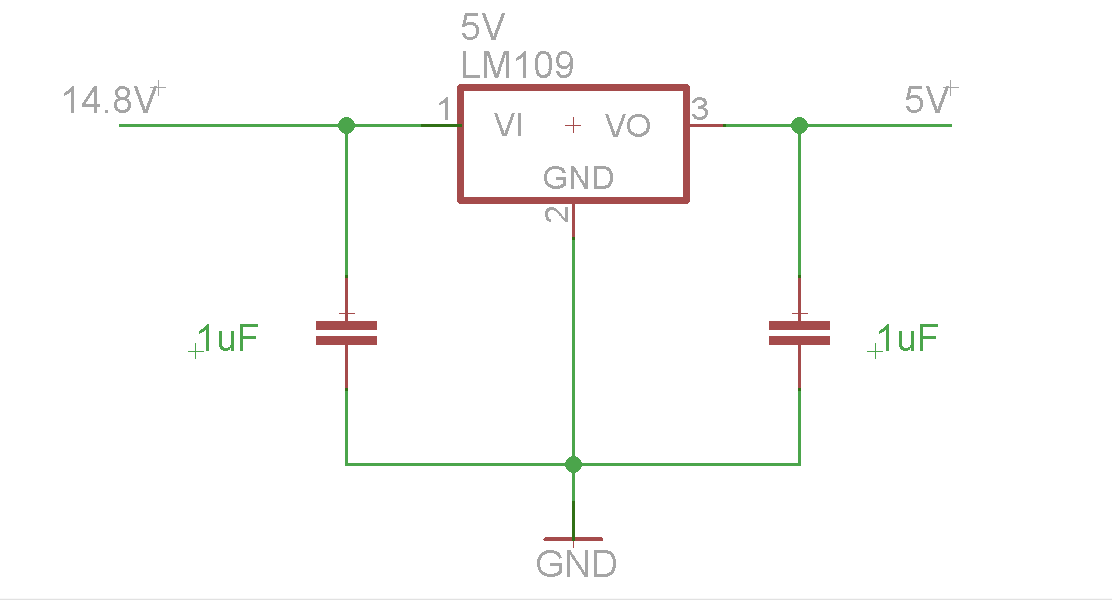 5V
LM109
14.8V
1
3
5V
VI
VO
GND
2
1uF
1uF
GND